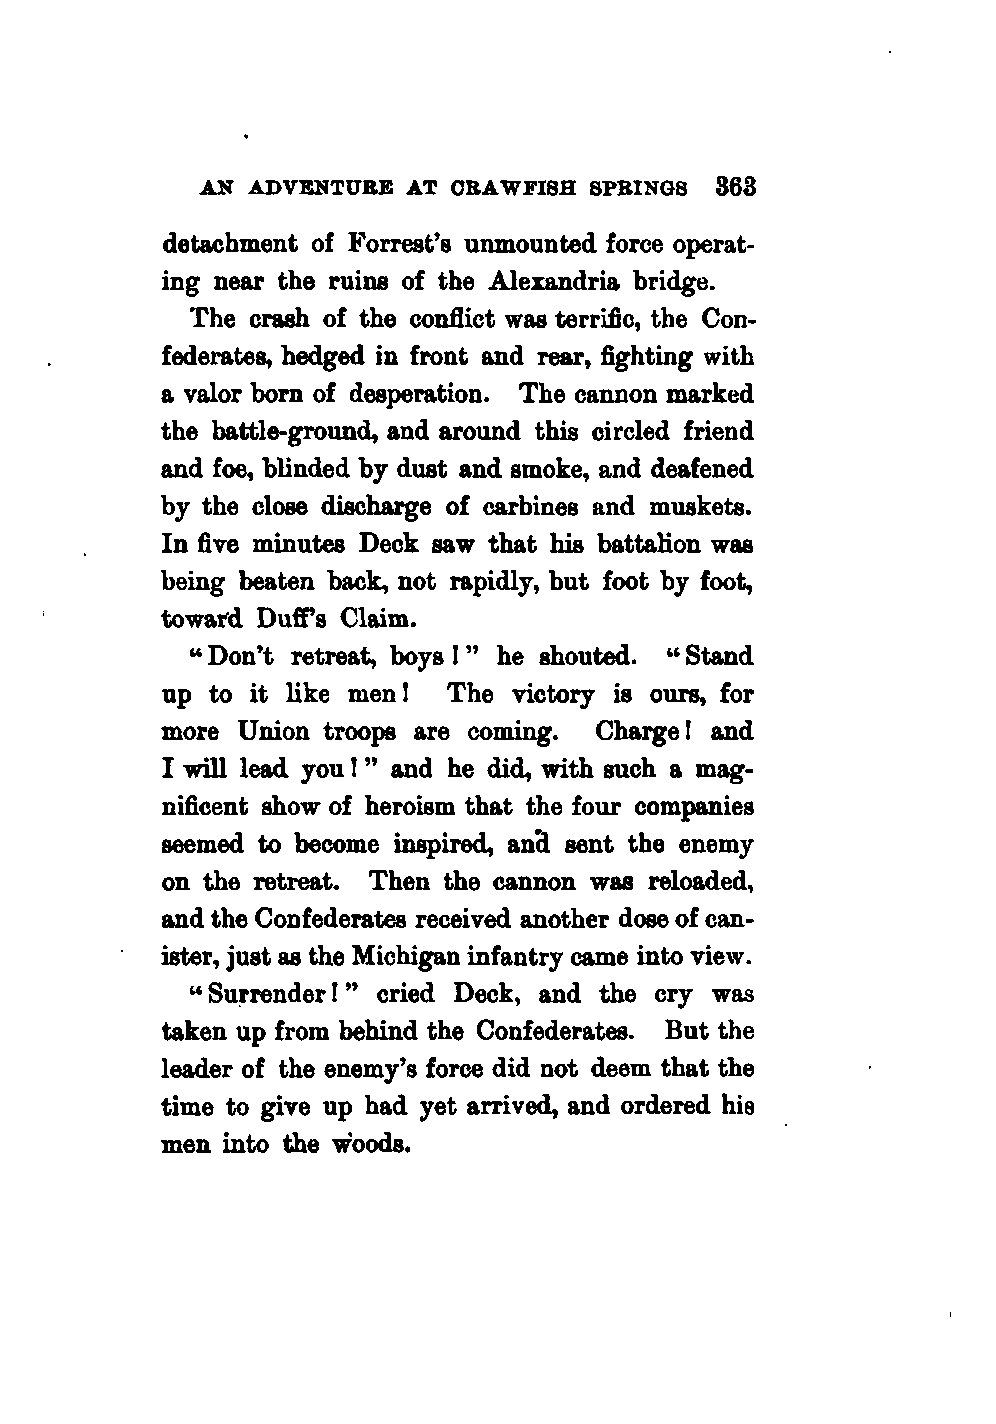 AN ADVENTURE AT CRAWFISH SPRINGS 363
detachment of Forrest's unmounted force operat-
ing near the ruins of the Alexandria bridge.
The crash of the conflict was terrific, the Con-
federates, hedged in front and rear, fighting with
a valor born of desperation. The cannon marked
the battle-ground, and around this circled friend
and foe, blinded by dust and smoke, and deafened
by the close discharge of carbines and muskets.
In five minutes Deck saw that his battalion was
being beaten back, not rapidly, but foot by foot,
toward Duff's Claim.
"Don't retreat, boys!" he shouted. "Stand
up to it like men! The victory is ours, for
more Union troops are coming. Charge! and
I will lead you!" and he did, with such a mag-
nificent show of heroism that the four companies
seemed to become inspired, and sent the enemy
on the retreat. Then the cannon was reloaded,
and the Confederates received another dose of can-
ister, just as the Michigan infantry came into view.
"Surrender!" cried Deck, and the cry was
taken up from behind the Confederates. But the
leader of the enemy's force did not deem that the
time to give up had yet arrived, and ordered his
men into the woods.